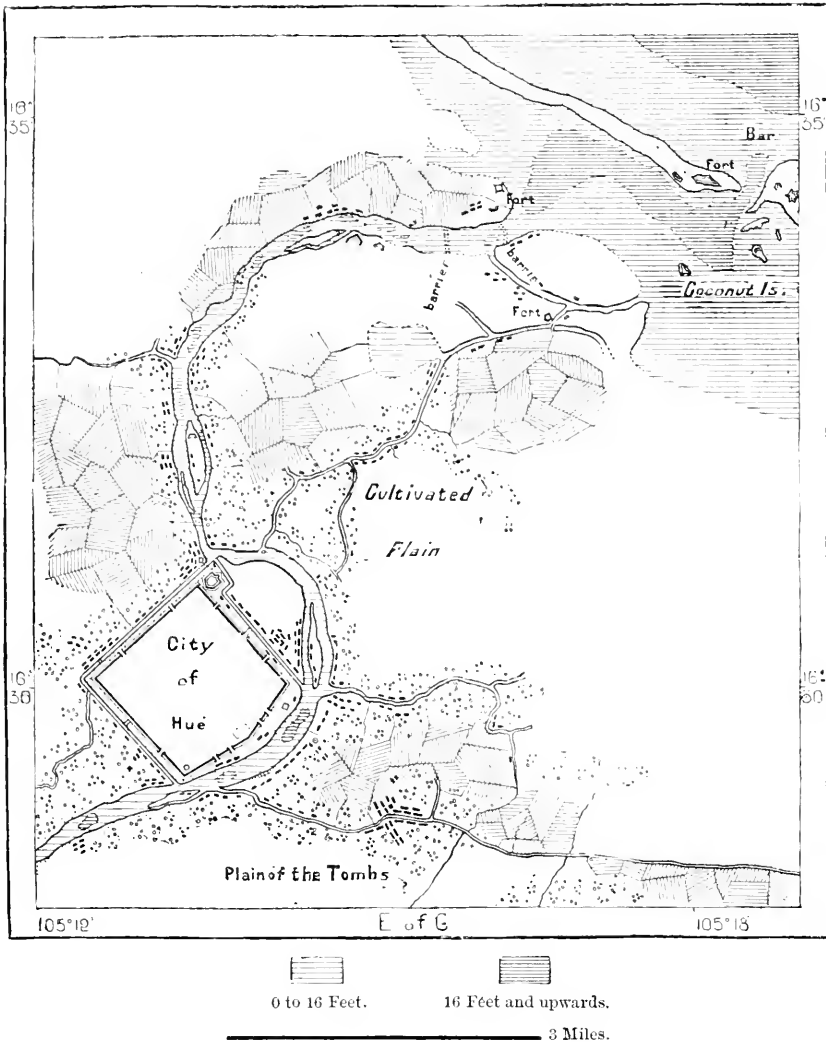 16°
35'
16°
35'
Bar
Fort
Fort
barrier
barrier
Coconut Is.
Fort
Cultivated
Plain
City
of
Hué
16°
30'
16°
30'
Plain of the Tombs
105°12'
E of G
105°18'
0 to 16 Feet.
16 Feet and upwards.
3 Miles.